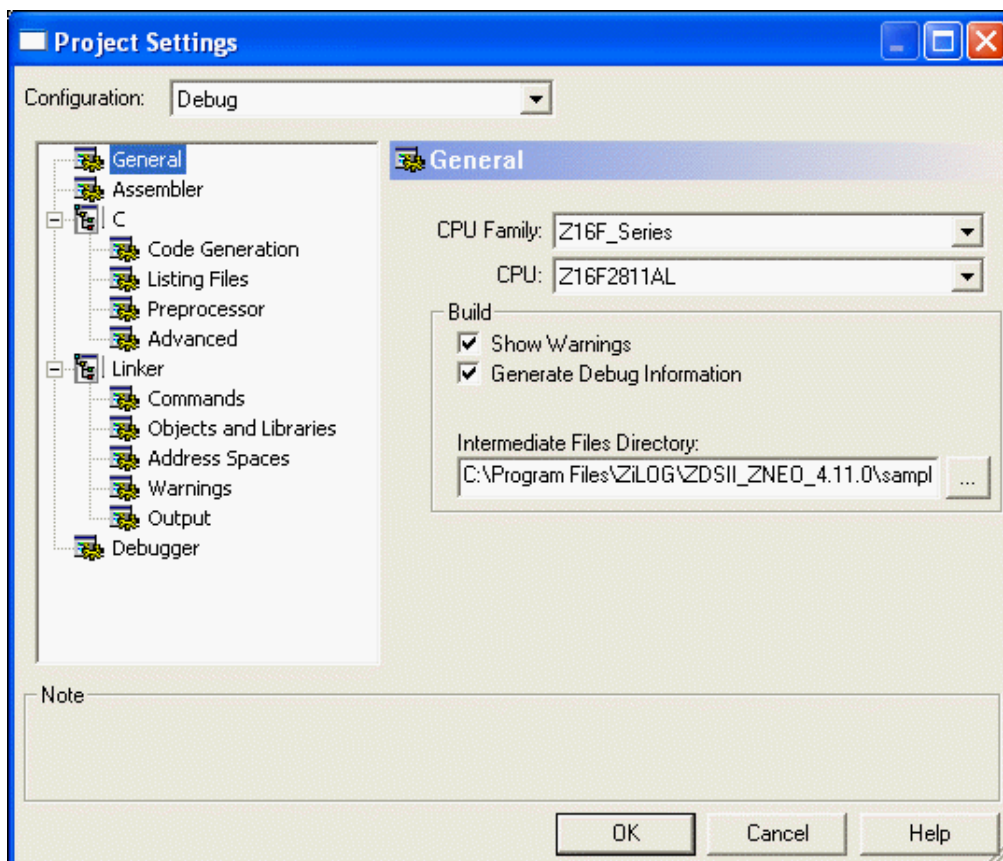 Project Settings
Configuration: Debug
General
Assembler
C
Code Generation
Listing Files
Preprocessor
Advanced
Linker
Commands
Objects and Libraries
Address Spaces
Warnings
Output
Debugger
General
CPU Family: Z16F_Series
CPU: Z16F2811AL
Build
Show Warnings
Generate Debug Information
Intermediate Files Directory:
C:\Program Files\ZiLOG\ZDSII_ZNEO_4.11.0\sampl ...
Note
OK Cancel Help